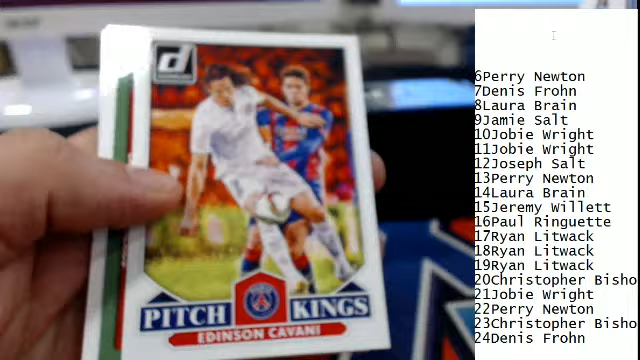 PITCH KINGS
EDINSON CAVANI
6Perry Newton
7Denis Frohn
8Laura Brain
9Jamie Salt
10Jobie Wright
11Jobie Wright
12Joseph Salt
13Perry Newton
14Laura Brain
15Jeremy Willett
16Paul Ringuette
17Ryan Litwack
18Ryan Litwack
19Ryan Litwack
20Christopher Bisho
21Jobie Wright
22Perry Newton
23Christopher Bisho
24Denis Frohn